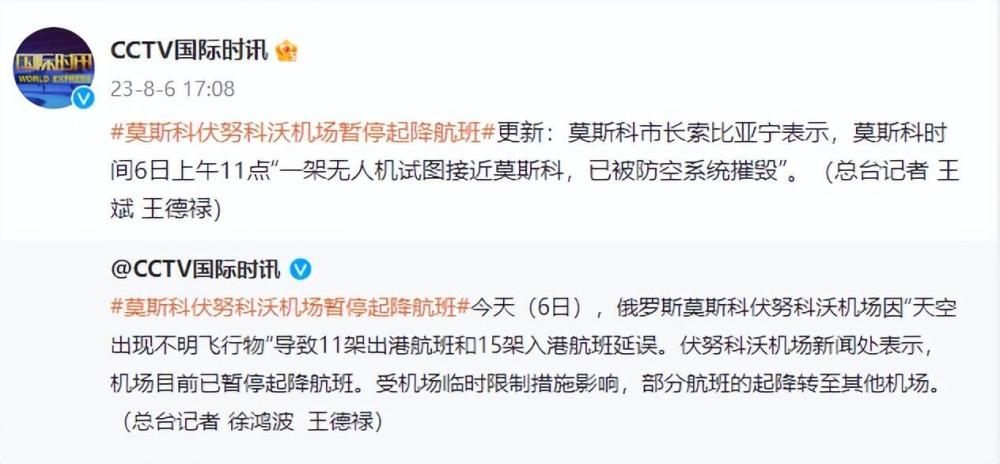 国际时讯
WORLD EXPRESS
CCTV国际时讯
23-8-6 17:08
#莫斯科伏努科沃机场暂停起降航班#更新：莫斯科市长索比亚宁表示，莫斯科时
间6日上午11点“一架无人机试图接近莫斯科，已被防空系统摧毁”。（总台记者 王
斌 王德禄）
@CCTV国际时讯
#莫斯科伏努科沃机场暂停起降航班#今天（6日），俄罗斯莫斯科伏努科沃机场因“天空
出现不明飞行物”导致11架出港航班和15架入港航班延误。伏努科沃机场新闻处表示，
机场目前已暂停起降航班。受机场临时限制措施影响，部分航班的起降转至其他机场。
（总台记者 徐鸿波 王德禄）